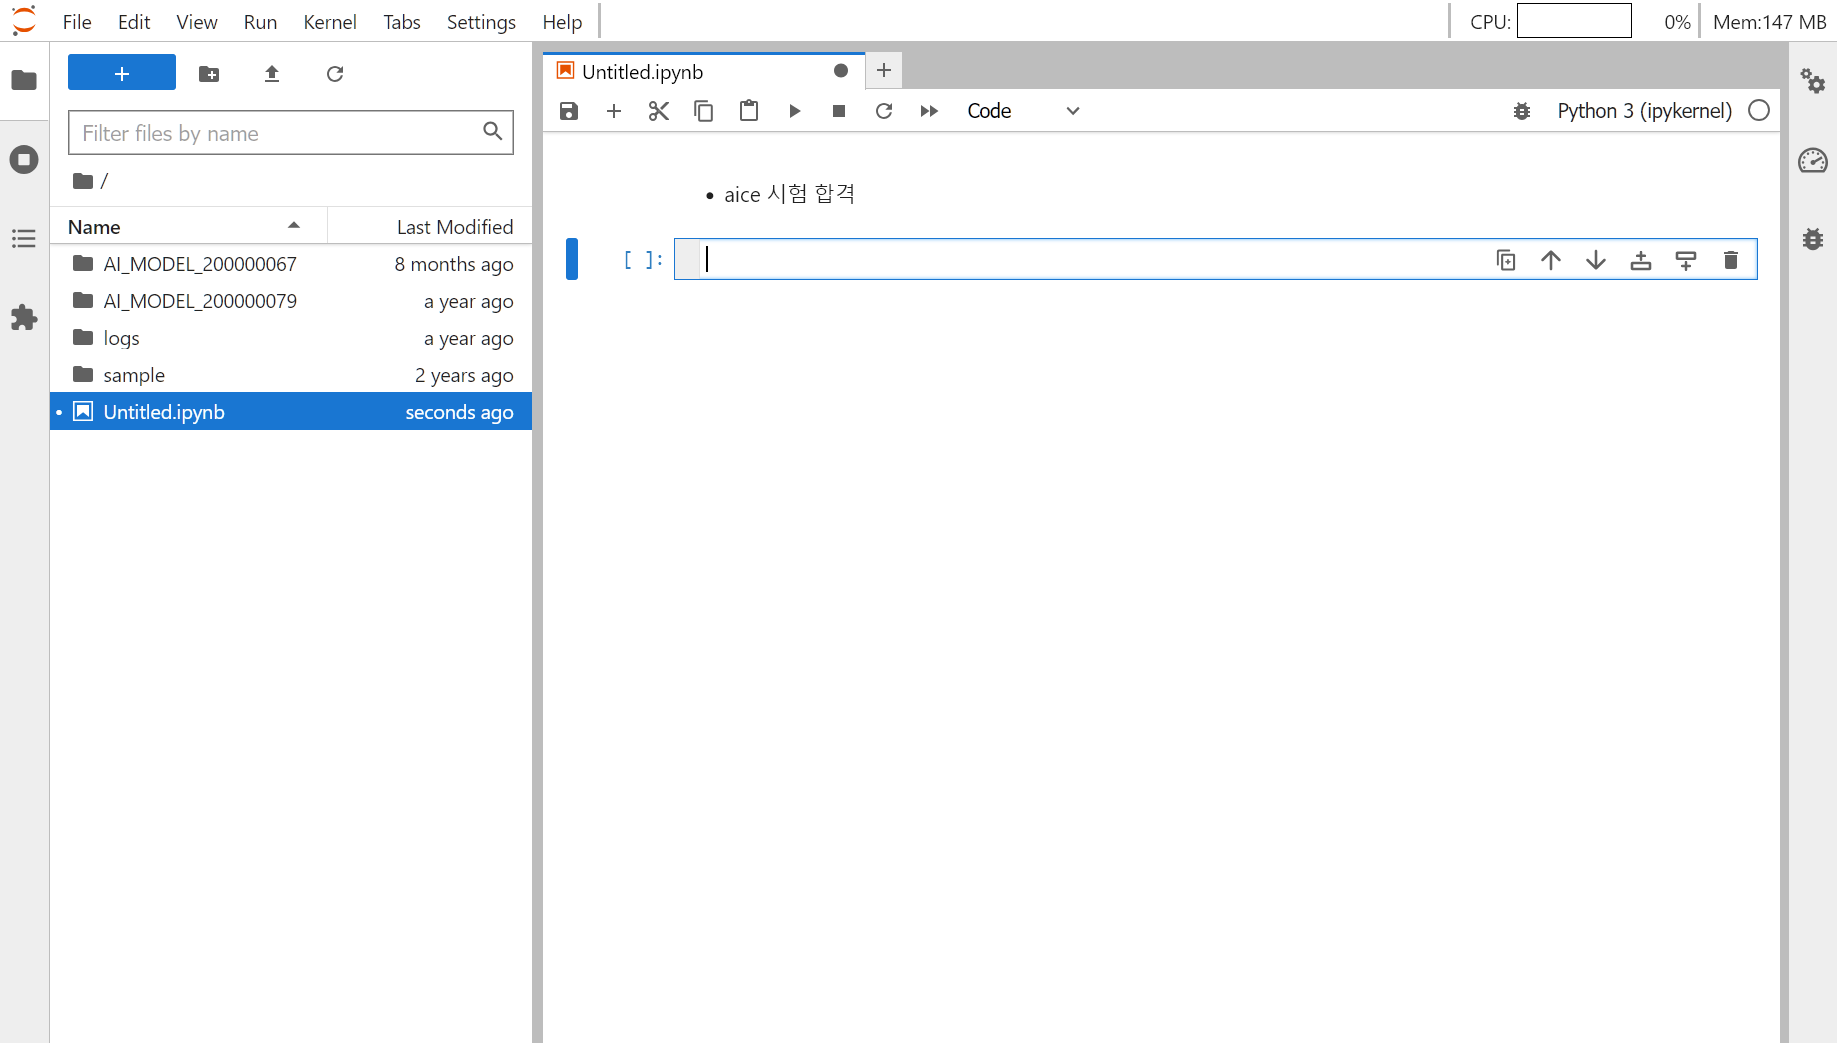 File Edit View Run Kernel Tabs Settings Help CPU: 0% Mem:147 MB
Filter files by name
/
Name Last Modified
AI_MODEL_200000067 8 months ago
AI_MODEL_200000079 a year ago
logs a year ago
sample 2 years ago
Untitled.ipynb seconds ago
Untitled.ipynb
Code Python 3 (ipykernel)
• aice 시험 합격
[ ]: